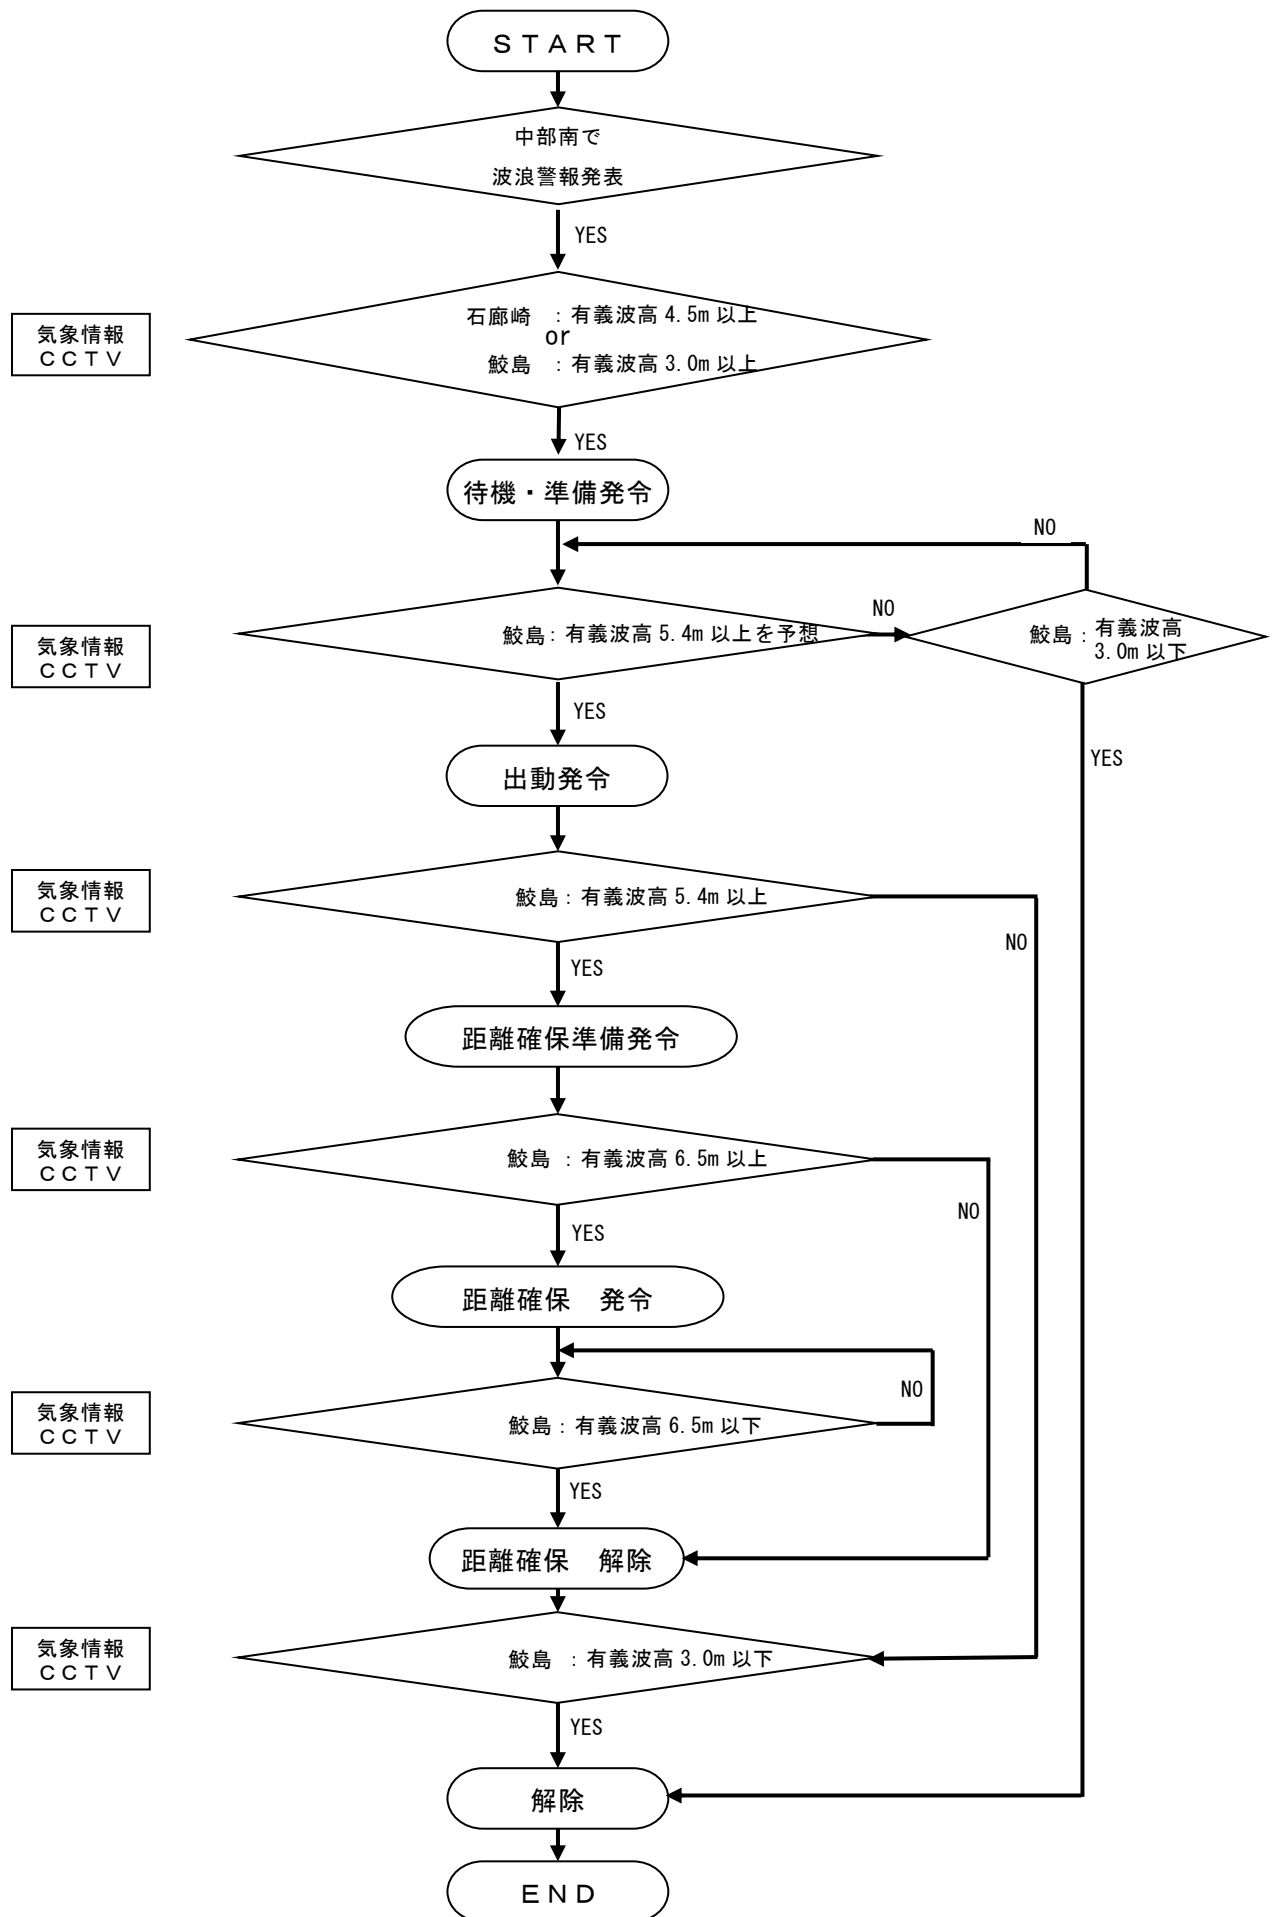 ＳＴＡＲＴ
中部南で
波浪警報発表
YES
気象情報
ＣＣＴＶ
石廊崎　：有義波高 4.5m 以上
or
鮫島　：有義波高 3.0m 以上
YES
待機・準備発令
NO
気象情報
ＣＣＴＶ
鮫島：有義波高 5.4m 以上を予想
NO
鮫島：有義波高
3.0m 以下
YES
出動発令
YES
気象情報
ＣＣＴＶ
鮫島：有義波高 5.4m 以上
NO
YES
距離確保準備発令
気象情報
ＣＣＴＶ
鮫島　：有義波高 6.5m 以上
NO
YES
距離確保　発令
NO
気象情報
ＣＣＴＶ
鮫島：有義波高 6.5m 以下
YES
距離確保　解除
気象情報
ＣＣＴＶ
鮫島　：有義波高 3.0m 以下
YES
解除
ＥＮＤ